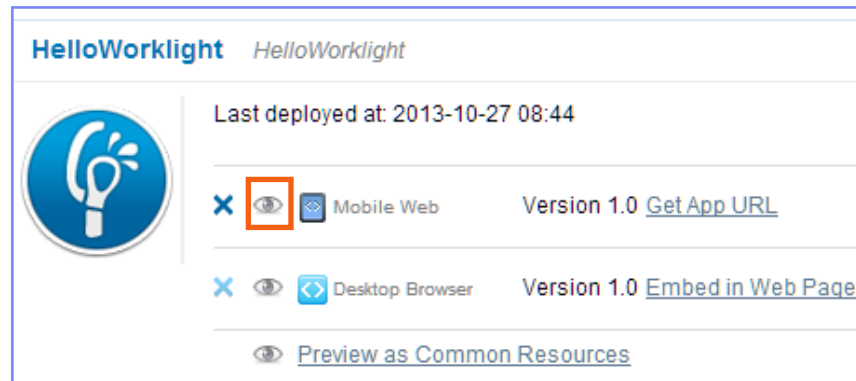 HelloWorklight HelloWorklight
Last deployed at: 2013-10-27 08:44
Mobile Web Version 1.0 Get App URL
Desktop Browser Version 1.0 Embed in Web Page
Preview as Common Resources